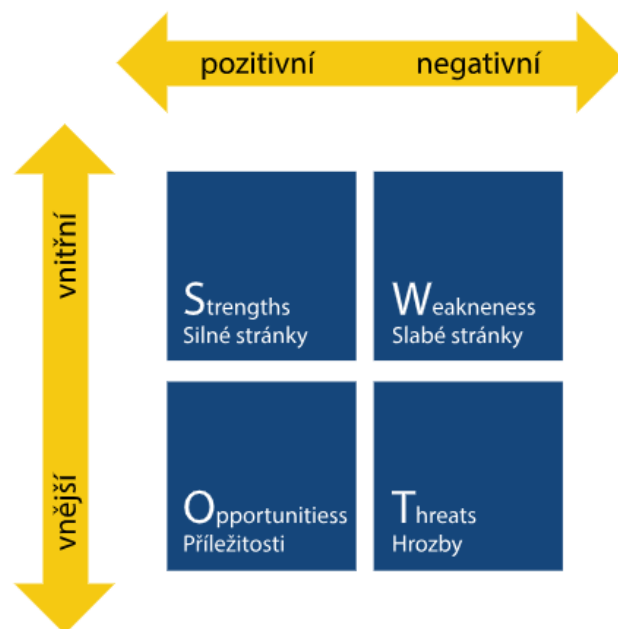 pozitivní negativní
vnitřní
Strengths
Silné stránky
Weakneness
Slabé stránky
vnější
Opportunitiess
Příležitosti
Threats
Hrozby